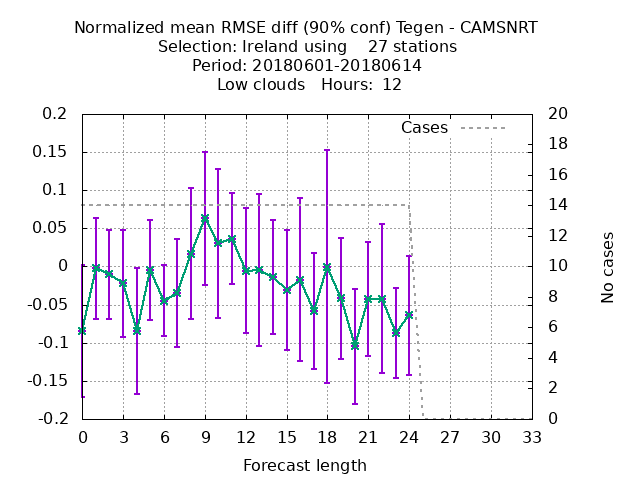 Normalized mean RMSE diff (90% conf) Tegen - CAMSNRT
Selection: Ireland using    27 stations
Period: 20180601-20180614
Low clouds   Hours:  12
0.2
0.15
0.1
0.05
0
-0.05
-0.1
-0.15
-0.2
Cases
20
18
16
14
12
10
8
6
4
2
0
No cases
0 3 6 9 12 15 18 21 24 27 30 33
Forecast length